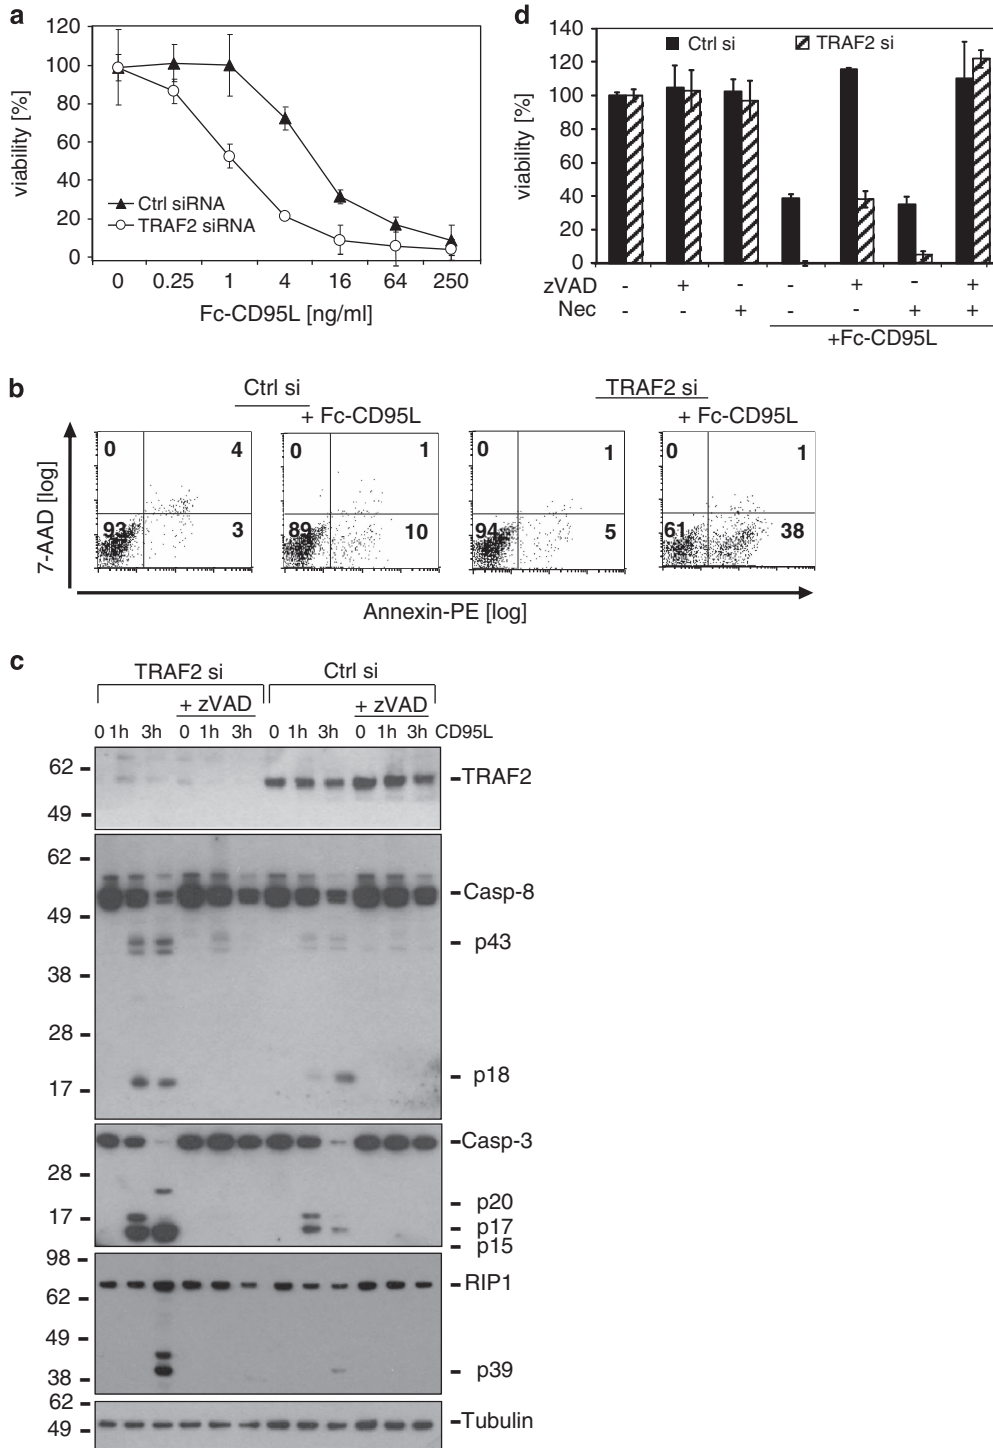 a
120
100
80
60
40
20
0
viability [%]
Ctrl siRNA
TRAF2 siRNA
0 0.25 1 4 16 64 250
Fc-CD95L [ng/ml]
d
140
120
100
80
60
40
20
0
viability [%]
Ctrl si TRAF2 si
zVAD - + - - + - +
Nec - - + - - + +
+Fc-CD95L
b
Ctrl si
+ Fc-CD95L
TRAF2 si
+ Fc-CD95L
7-AAD [log]
0 4
93 3
0 1
89 10
0 1
94 5
0 1
61 38
Annexin-PE [log]
c
TRAF2 si Ctrl si
+ zVAD + zVAD
0 1h 3h 0 1h 3h 0 1h 3h 0 1h 3h CD95L
62
49
TRAF2
62
49
38
28
17
Casp-8
p43
p18
28
17
Casp-3
p20
p17
p15
98
62
49
38
RIP1
p39
62
49
Tubulin